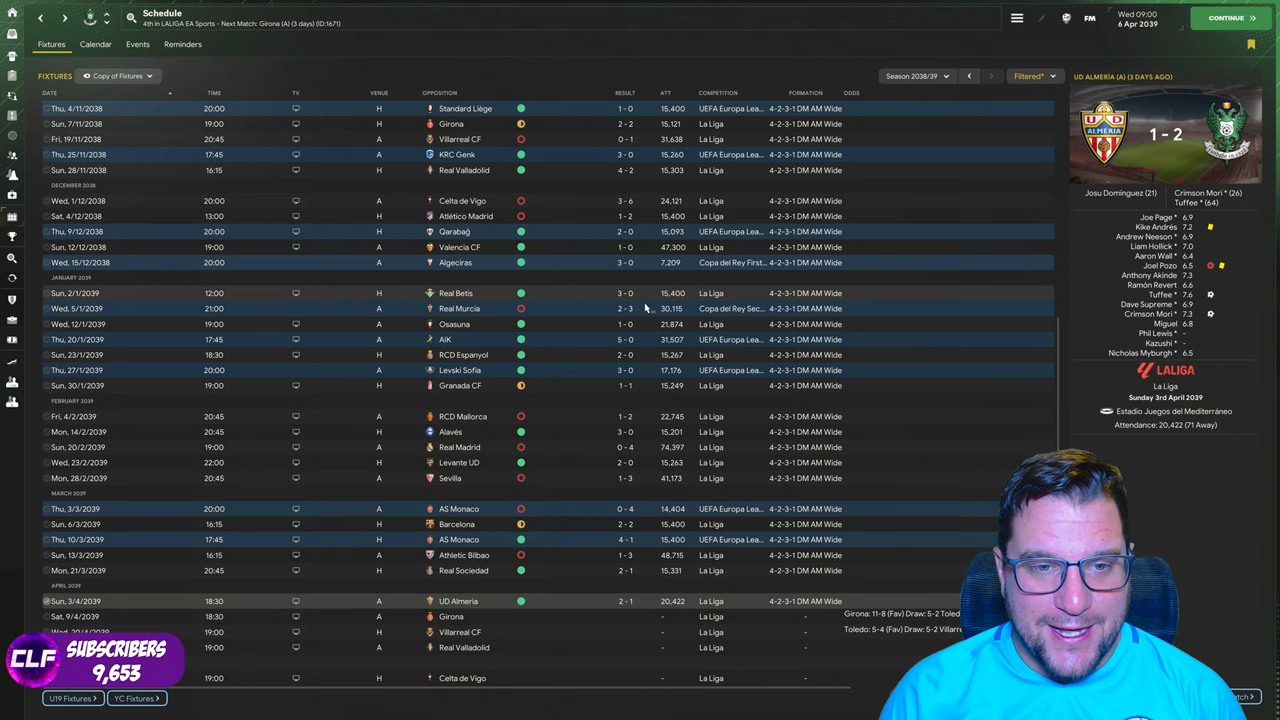 Schedule
4th in LALIGA EA Sports - Next Match: Girona (A) (3 days) (ID:1671)
FM
Wed 09:00
6 Apr 2039
CONTINUE
Fixtures Calendar Events Reminders
FIXTURES Copy of Fixtures Season 2038/39 Filtered*
DATE TIME TV VENUE OPPOSITION RESULT ATT COMPETITION FORMATION ODDS
Thu, 4/11/2038 20:00 H Standard Liège 1 - 0 15,400 UEFA Europa Lea... 4-2-3-1 DM AM Wide
Sun, 7/11/2038 19:00 H Girona 2 - 2 15,121 La Liga 4-2-3-1 DM AM Wide
Fri, 19/11/2038 20:45 A Villarreal CF 0 - 1 31,638 La Liga 4-2-3-1 DM AM Wide
Thu, 25/11/2038 17:45 A KRC Genk 3 - 0 15,260 UEFA Europa Lea... 4-2-3-1 DM AM Wide
Sun, 28/11/2038 16:15 H Real Valladolid 4 - 2 15,303 La Liga 4-2-3-1 DM AM Wide
DECEMBER 2038
Wed, 1/12/2038 20:00 A Celta de Vigo 3 - 6 24,121 La Liga 4-2-3-1 DM AM Wide
Sat, 4/12/2038 13:00 H Atlético Madrid 1 - 2 15,400 La Liga 4-2-3-1 DM AM Wide
Thu, 9/12/2038 20:00 H Qarabağ 2 - 0 15,093 UEFA Europa Lea... 4-2-3-1 DM AM Wide
Sun, 12/12/2038 19:00 A Valencia CF 1 - 0 47,300 La Liga 4-2-3-1 DM AM Wide
Wed, 15/12/2038 20:00 A Algeciras 3 - 0 7,209 Copa del Rey First... 4-2-3-1 DM AM Wide
JANUARY 2039
Sun, 2/1/2039 12:00 H Real Betis 3 - 0 15,400 La Liga 4-2-3-1 DM AM Wide
Wed, 5/1/2039 21:00 A Real Murcia 2 - 3 30,115 Copa del Rey Sec... 4-2-3-1 DM AM Wide
Wed, 12/1/2039 19:00 A Osasuna 1 - 0 21,874 La Liga 4-2-3-1 DM AM Wide
Thu, 20/1/2039 17:45 A AIK 5 - 0 31,507 UEFA Europa Lea... 4-2-3-1 DM AM Wide
Sun, 23/1/2039 18:30 H RCD Espanyol 2 - 0 15,267 La Liga 4-2-3-1 DM AM Wide
Thu, 27/1/2039 20:00 A Levski Sofia 3 - 0 17,176 UEFA Europa Lea... 4-2-3-1 DM AM Wide
Sun, 30/1/2039 19:00 H Granada CF 1 - 1 15,249 La Liga 4-2-3-1 DM AM Wide
FEBRUARY 2039
Fri, 4/2/2039 20:45 A RCD Mallorca 1 - 2 22,745 La Liga 4-2-3-1 DM AM Wide
Mon, 14/2/2039 20:45 H Alavés 3 - 0 15,201 La Liga 4-2-3-1 DM AM Wide
Sun, 20/2/2039 19:00 A Real Madrid 0 - 4 74,397 La Liga 4-2-3-1 DM AM Wide
Wed, 23/2/2039 22:00 H Levante UD 2 - 0 15,263 La Liga 4-2-3-1 DM AM Wide
Mon, 28/2/2039 20:45 A Sevilla 1 - 3 41,173 La Liga 4-2-3-1 DM AM Wide
MARCH 2039
Thu, 3/3/2039 20:00 A AS Monaco 0 - 4 14,404 UEFA Europa Lea... 4-2-3-1 DM AM Wide
Sun, 6/3/2039 16:15 H Barcelona 2 - 2 15,400 La Liga 4-2-3-1 DM AM Wide
Thu, 10/3/2039 17:45 H AS Monaco 4 - 1 15,400 UEFA Europa Lea... 4-2-3-1 DM AM Wide
Sun, 13/3/2039 16:15 A Athletic Bilbao 1 - 3 48,715 La Liga 4-2-3-1 DM AM Wide
Mon, 21/3/2039 20:45 H Real Sociedad 2 - 1 15,331 La Liga 4-2-3-1 DM AM Wide
APRIL 2039
Sun, 3/4/2039 18:30 A UD Almería 2 - 1 20,422 La Liga 4-2-3-1 DM AM Wide
Sat, 9/4/2039 18:30 A Girona - La Liga - Girona: 11-8 (Fav) Draw: 5-2 Toled
Wed, 20/4/2039 19:00 H Villarreal CF - La Liga - Toledo: 5-4 (Fav) Draw: 5-2 Villarre
19:00 A Real Valladolid - La Liga -
19:00 H Celta de Vigo - La Liga -
U19 Fixtures YC Fixtures
CLF SUBSCRIBERS
9,653
UD ALMERÍA (A) (3 DAYS AGO)
UD ALMERIA
1 - 2
Josu Domínguez (21) Crimson Mori * (26)
Tuffee * (64)
Joe Page * 6.9
Kike Andrés 7.2
Andrew Neeson * 6.9
Liam Hollick * 7.0
Aaron Wall * 6.4
Joel Pozo 6.5
Anthony Akinde 7.3
Ramón Revert 6.6
Tuffee * 7.6
Dave Supreme * 6.9
Crimson Mori * 7.3
Miguel 6.8
Phil Lewis * -
Kazushi * -
Nicholas Myburgh * 6.5
LALIGA
La Liga
Sunday 3rd April 2039
Estadio Juegos del Mediterráneo
Attendance: 20,422 (71 Away)